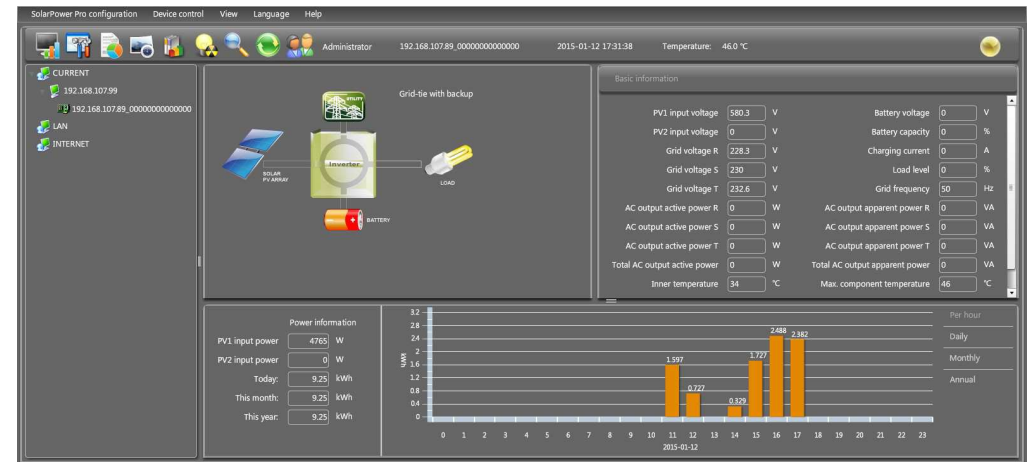 SolarPower Pro configuration Device control View Language Help
Administrator 192.168.107.89_00000000000000 2015-01-12 17:31:38 Temperature: 46.0 ℃
CURRENT
192.168.107.99
192.168.107.89_00000000000000
LAN
INTERNET
Grid-tie with backup
UTILITY
Inverter
SOLAR
PV ARRAY
LOAD
BATTERY
Basic information
PV1 input voltage 580.3 V Battery voltage 0 V
PV2 input voltage 0 V Battery capacity 0 %
Grid voltage R 228.3 V Charging current 0 A
Grid voltage S 230 V Load level 0 %
Grid voltage T 232.6 V Grid frequency 50 Hz
AC output active power R 0 W AC output apparent power R 0 VA
AC output active power S 0 W AC output apparent power S 0 VA
AC output active power T 0 W AC output apparent power T 0 VA
Total AC output active power 0 W Total AC output apparent power 0 VA
Inner temperature 34 ℃ Max. component temperature 46 ℃
Power information
PV1 input power 4765 W
PV2 input power 0 W
Today: 9.25 kWh
This month: 9.25 kWh
This year: 9.25 kWh
kWh
3.2
2.8
2.4
2
1.6
1.2
0.8
0.4
0
1.597
0.727
0.329
1.727
2.488
2.382
0 1 2 3 4 5 6 7 8 9 10 11 12 13 14 15 16 17 18 19 20 21 22 23
2015-01-12
Per hour
Daily
Monthly
Annual